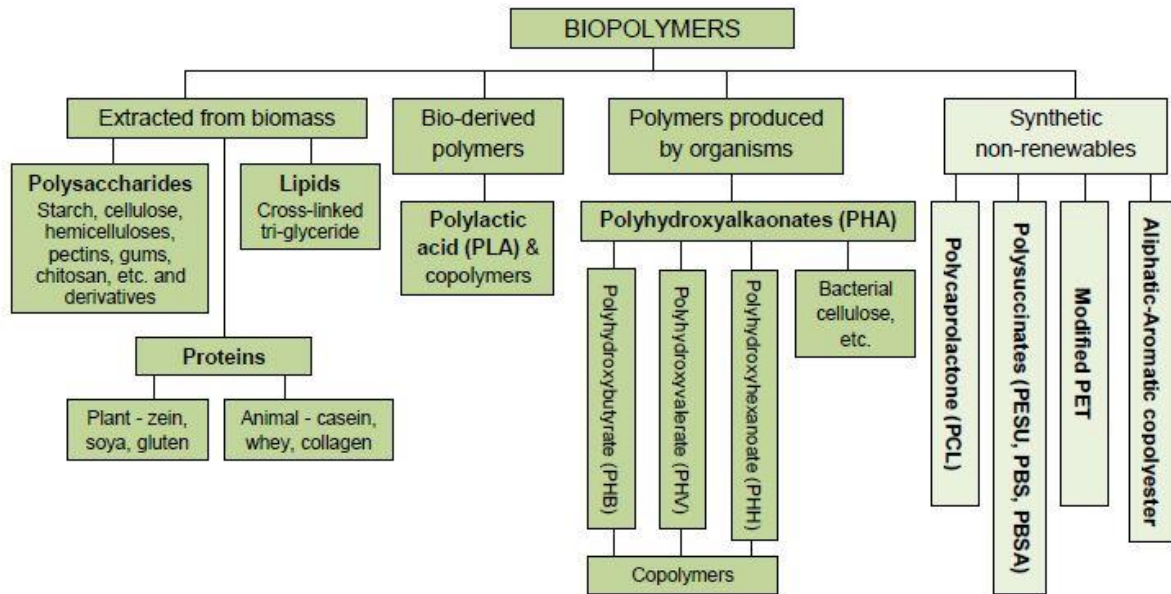 BIOPOLYMERS
Extracted from biomass
Polysaccharides
Starch, cellulose,
hemicelluloses,
pectins, gums,
chitosan, etc. and
derivatives
Lipids
Cross-linked
tri-glyceride
Proteins
Plant - zein,
soya, gluten
Animal - casein,
whey, collagen
Bio-derived
polymers
Polylactic
acid (PLA) &
copolymers
Polymers produced
by organisms
Polyhydroxyalkaonates (PHA)
Polyhydroxybutyrate (PHB)
Polyhydroxyvalerate (PHV)
Polyhydroxyhexanoate (PHH)
Bacterial
cellulose,
etc.
Copolymers
Synthetic
non-renewables
Polycaprolactone (PCL)
Polysuccinates (PESU, PBS, PBSA)
Modified PET
Aliphatic-Aromatic copolyester